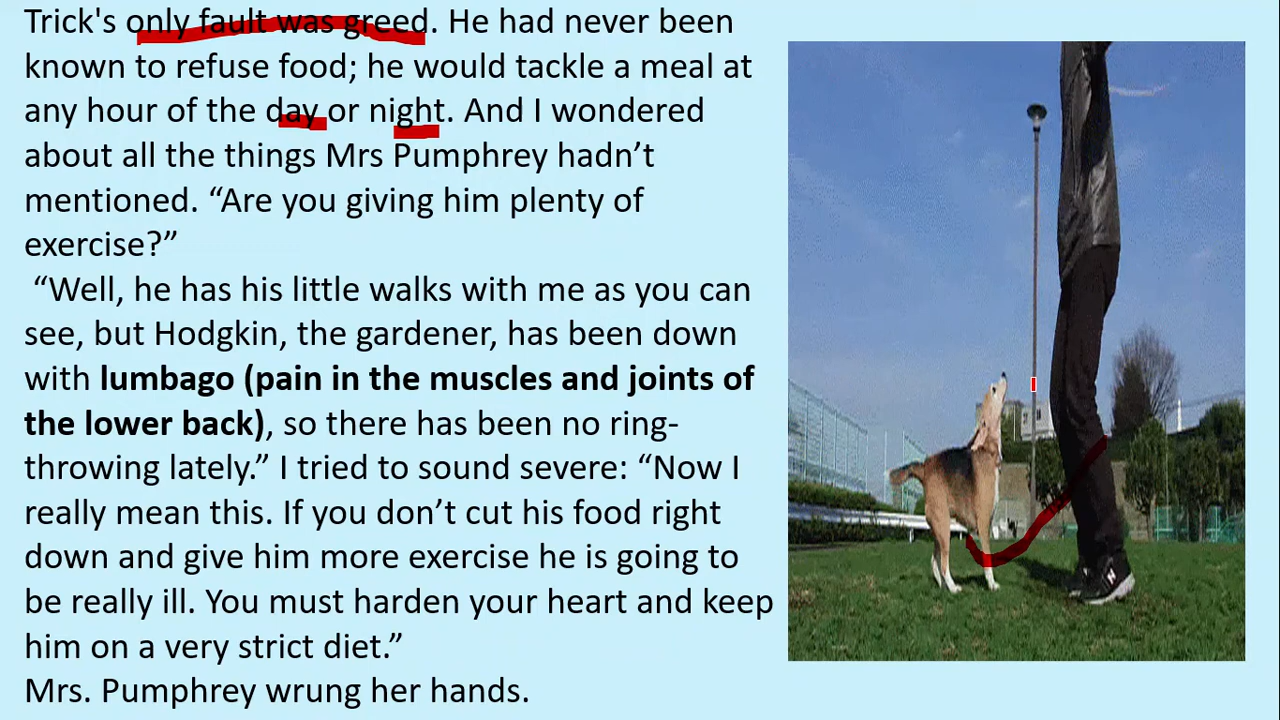 Trick's only fault was greed. He had never been
known to refuse food; he would tackle a meal at
any hour of the day or night. And I wondered
about all the things Mrs Pumphrey hadn’t
mentioned. “Are you giving him plenty of
exercise?”
“Well, he has his little walks with me as you can
see, but Hodgkin, the gardener, has been down
with lumbago (pain in the muscles and joints of
the lower back), so there has been no ring-
throwing lately.” I tried to sound severe: “Now I
really mean this. If you don’t cut his food right
down and give him more exercise he is going to
be really ill. You must harden your heart and keep
him on a very strict diet.”
Mrs. Pumphrey wrung her hands.